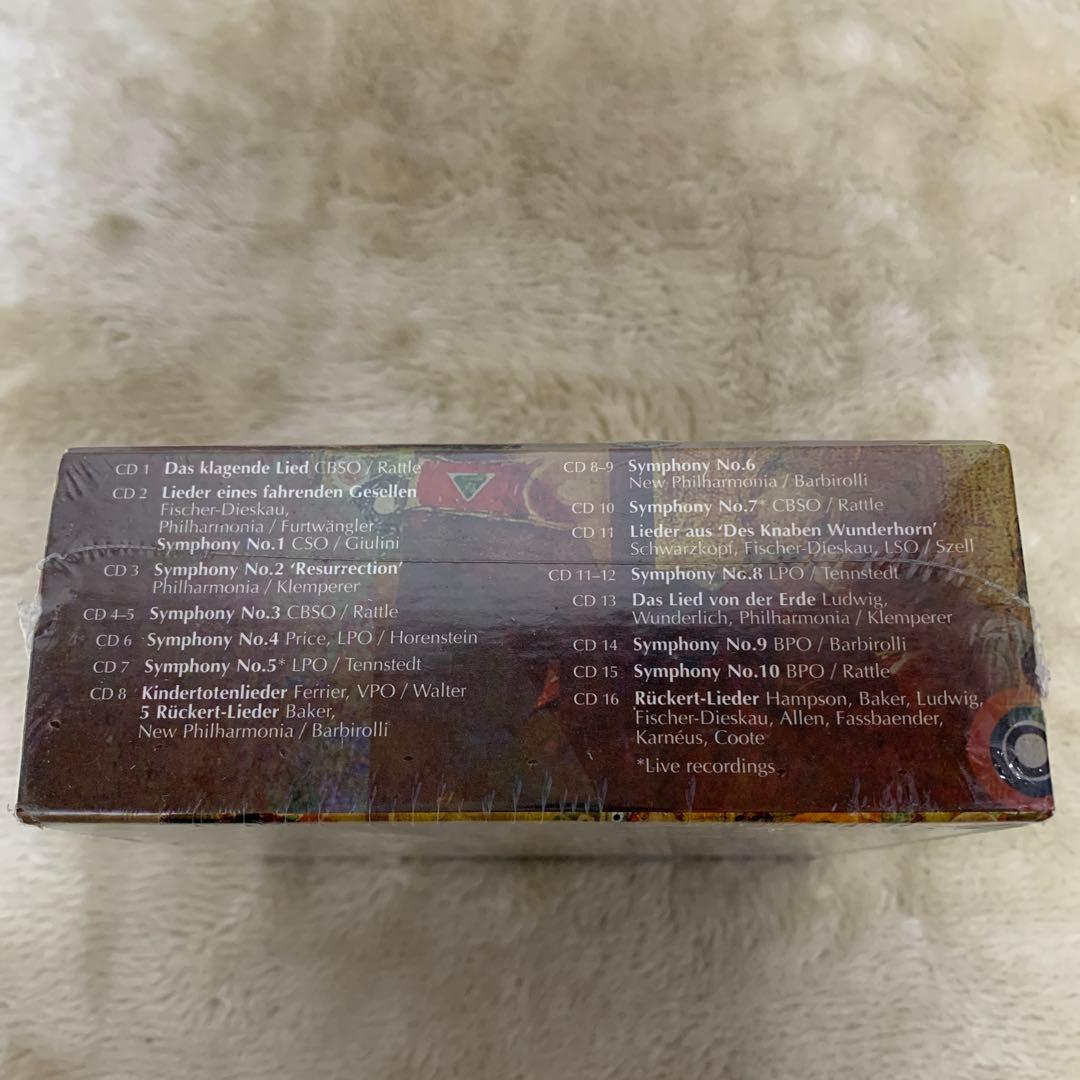 CD 1 Das klagende Lied CBSO / Rattle
CD 2 Lieder eines fahrenden Gesellen
Fischer-Dieskau,
Philharmonia / Furtwängler
Symphony No.1 CSO / Giulini
CD 3 Symphony No.2 ‘Resurrection’
Philharmonia / Klemperer
CD 4–5 Symphony No.3 CBSO / Rattle
CD 6 Symphony No.4 Price, LPO / Horenstein
CD 7 Symphony No.5* LPO / Tennstedt
CD 8 Kindertotenlieder Ferrier, VPO / Walter
5 Rückert-Lieder Baker,
New Philharmonia / Barbirolli
CD 8–9 Symphony No.6
New Philharmonia / Barbirolli
CD 10 Symphony No.7* CBSO / Rattle
CD 11 Lieder aus ‘Des Knaben Wunderhorn’
Schwarzkopf, Fischer-Dieskau, LSO / Szell
CD 11–12 Symphony No.8 LPO / Tennstedt
CD 13 Das Lied von der Erde Ludwig,
Wunderlich, Philharmonia / Klemperer
CD 14 Symphony No.9 BPO / Barbirolli
CD 15 Symphony No.10 BPO / Rattle
CD 16 Rückert-Lieder Hampson, Baker, Ludwig,
Fischer-Dieskau, Allen, Fassbaender,
Karnéus, Coote
*Live recordings